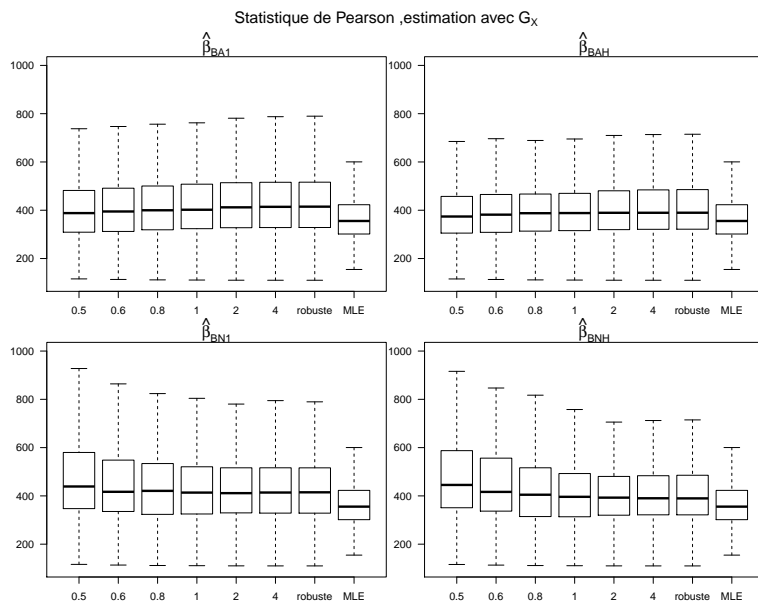 Statistique de Pearson ,estimation avec G_X
β̂_BA1
β̂_BAH
1000
800
600
400
200
0.5 0.6 0.8 1 2 4 robuste MLE
1000
800
600
400
200
0.5 0.6 0.8 1 2 4 robuste MLE
β̂_BN1
β̂_BNH
1000
800
600
400
200
0.5 0.6 0.8 1 2 4 robuste MLE
1000
800
600
400
200
0.5 0.6 0.8 1 2 4 robuste MLE